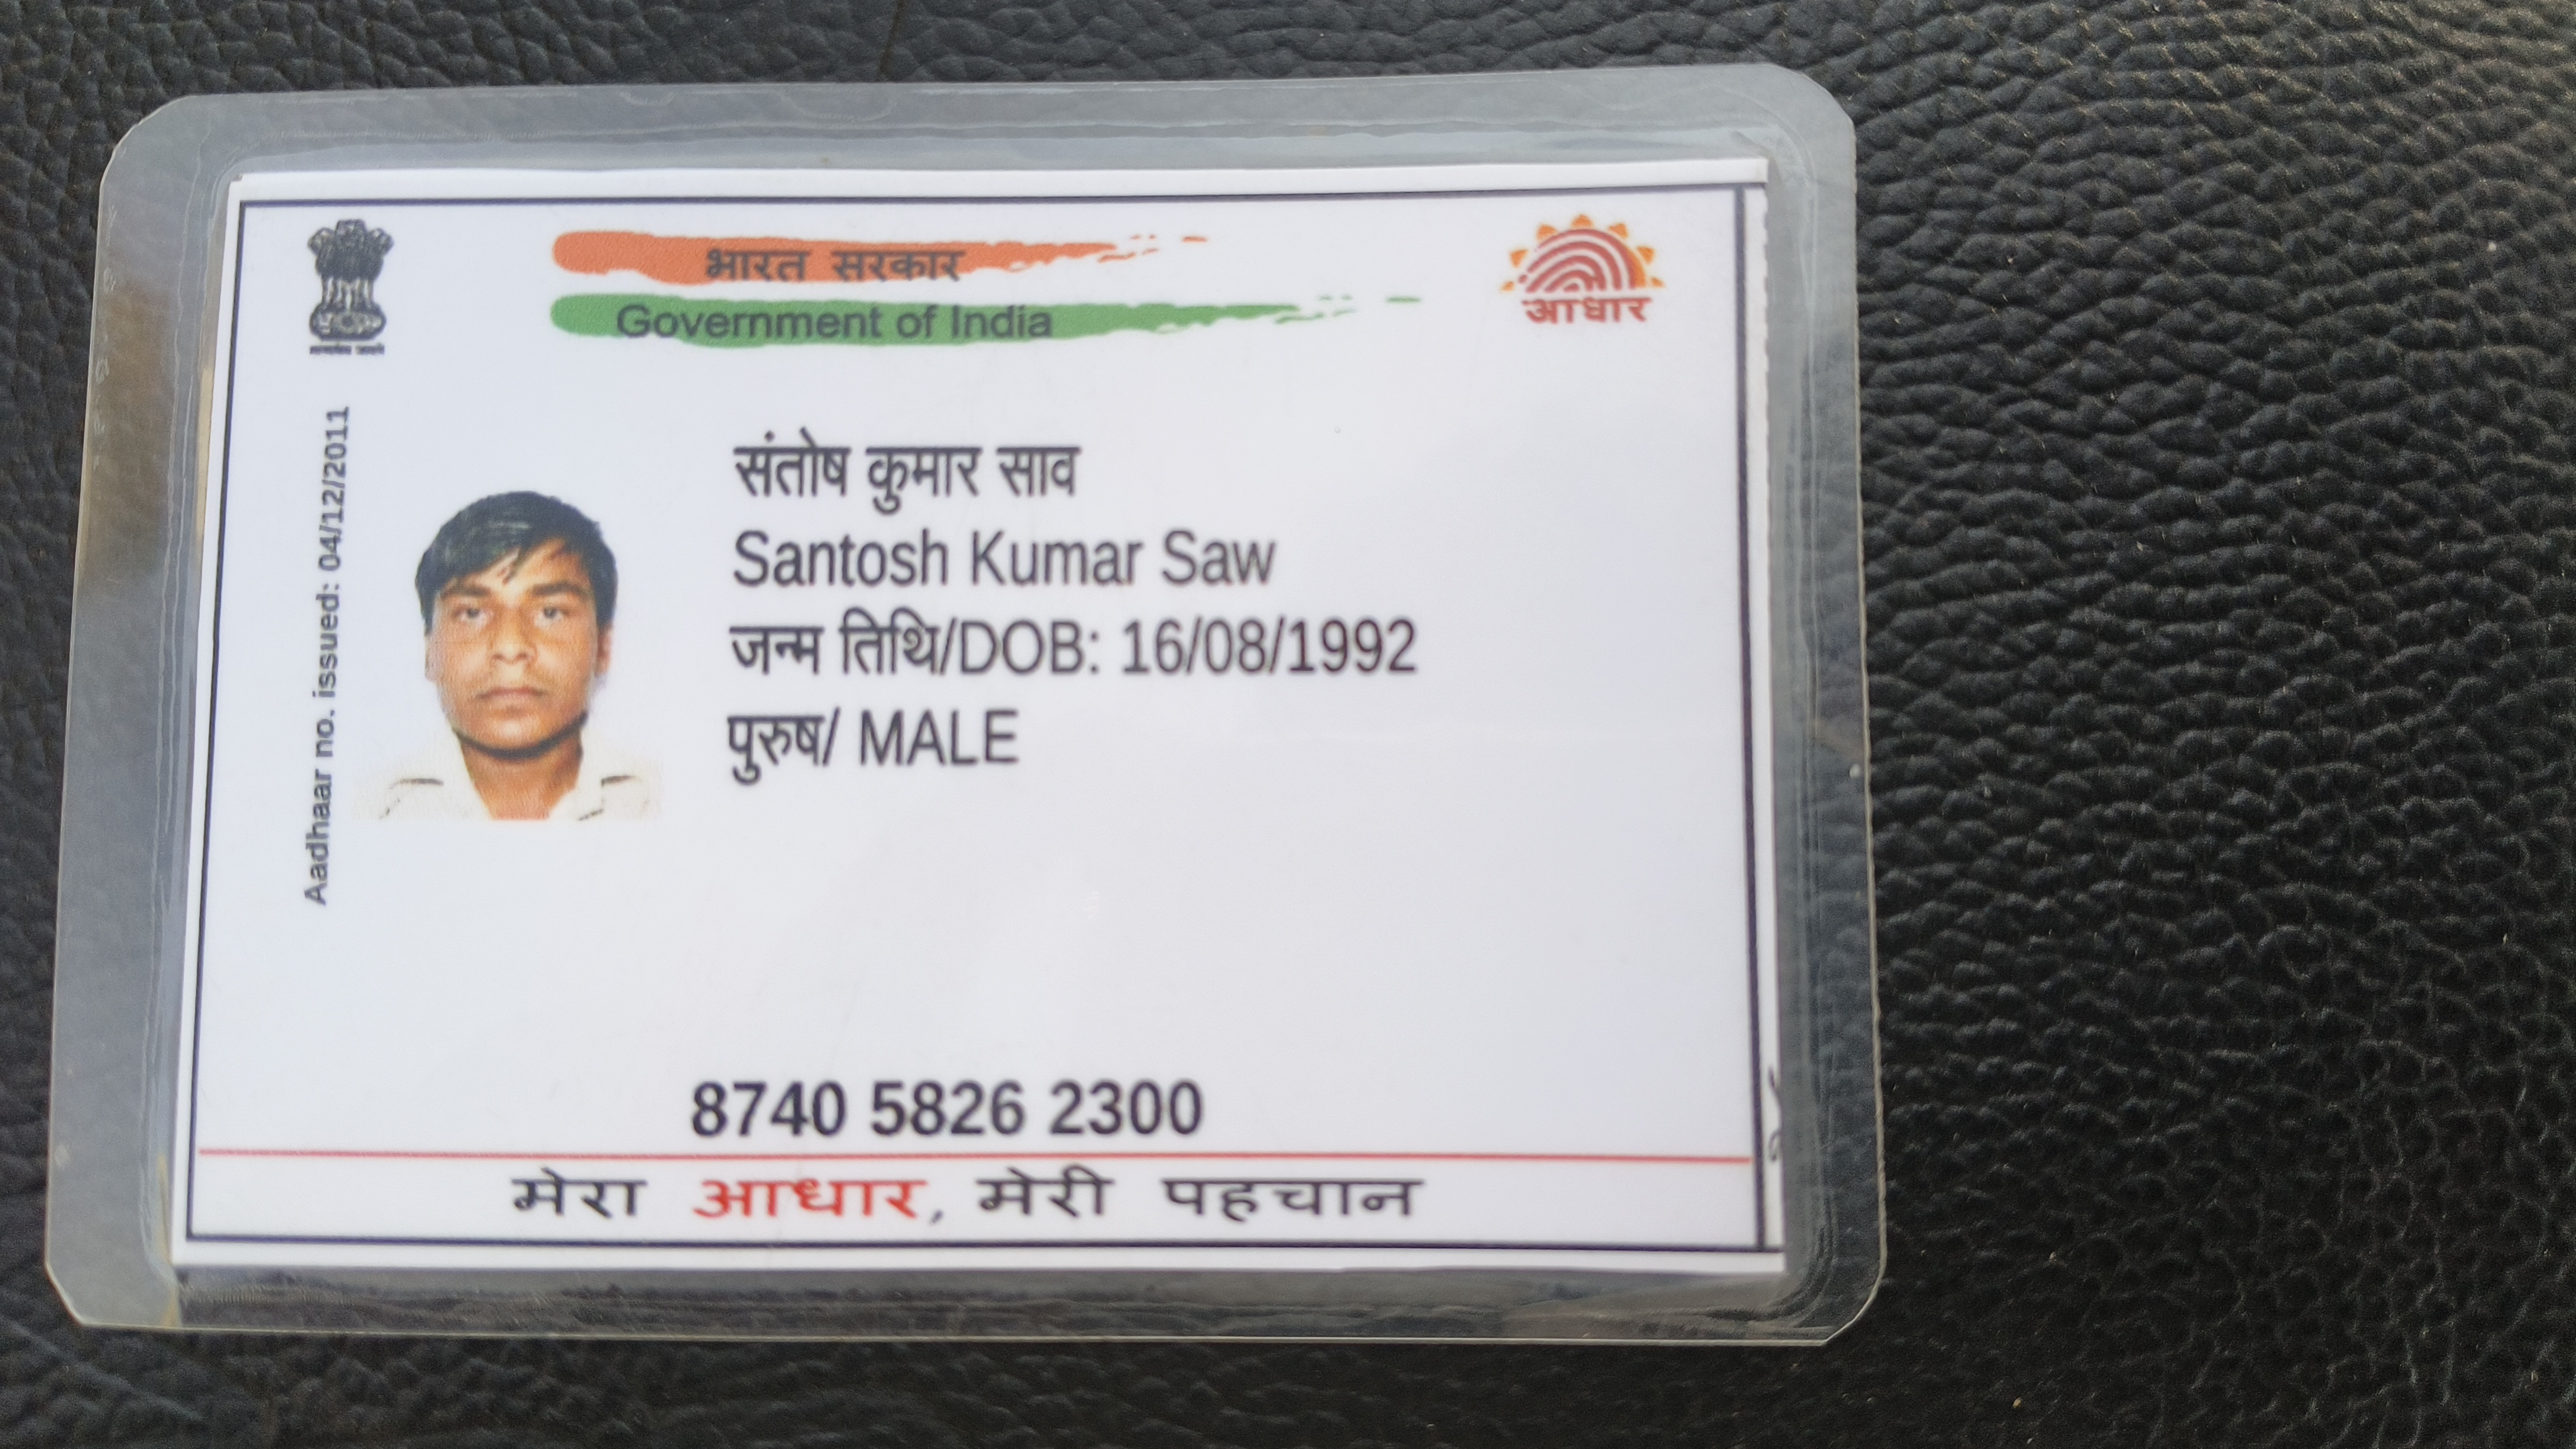 भारत सरकार
Government of India
आधार
Aadhaar no. issued: 04/12/2011
संतोष कुमार साव
Santosh Kumar Saw
जन्म तिथि/DOB: 16/08/1992
पुरुष/ MALE
8740 5826 2300
मेरा आधार, मेरी पहचान